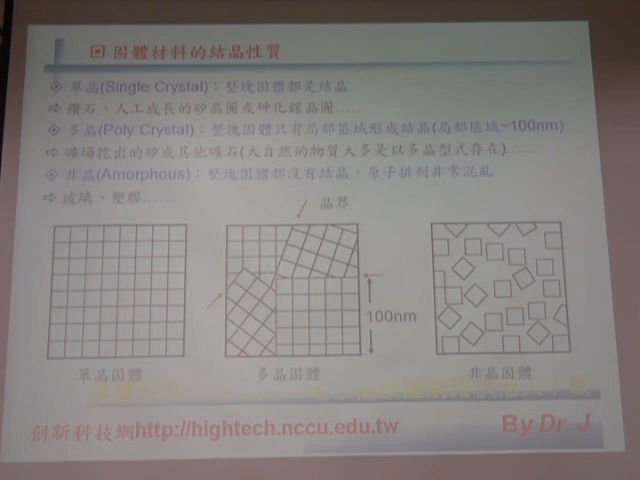 固體材料的結晶性質
單晶(Single Crystal)：整塊固體都是結晶
⇨ 鑽石、人工成長的矽晶圓或砷化鎵晶圓……
多晶(Poly Crystal)：整塊固體只有局部區域形成結晶(局部區域~100nm)
⇨ 礦場挖出的矽或其他礦石(大自然的物質大多是以多晶型式存在)……
非晶(Amorphous)：整塊固體都沒有結晶，原子排列非常混亂
⇨ 玻璃、塑膠……
晶界
100nm
單晶固體
多晶固體
非晶固體
創新科技網http://hightech.nccu.edu.tw
By Dr. J